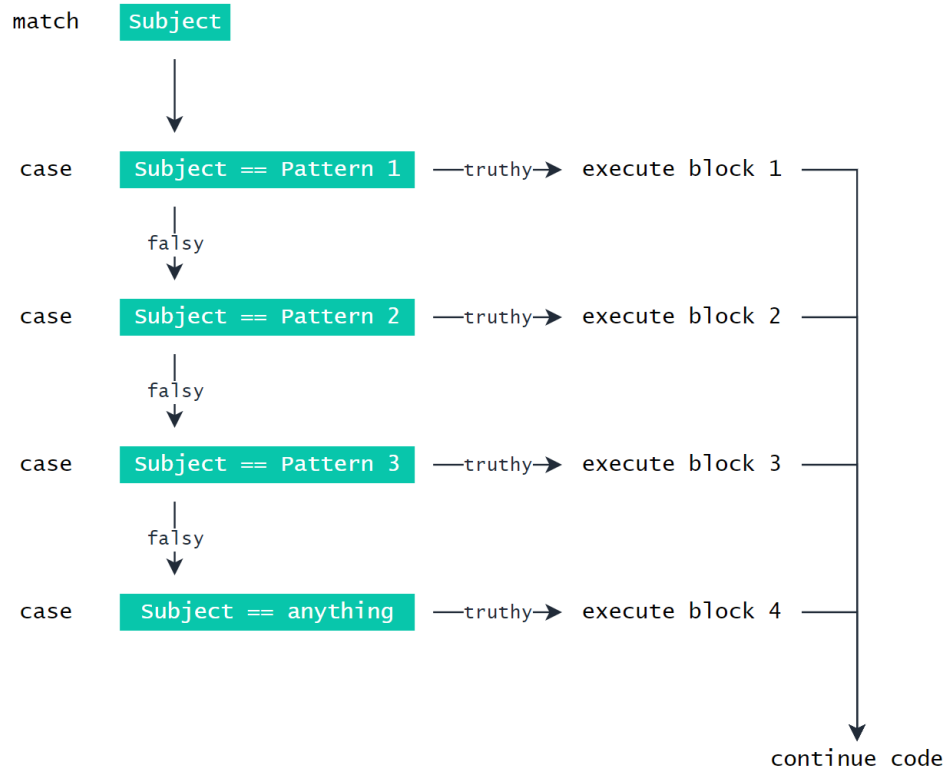 match Subject
case Subject == Pattern 1 truthy execute block 1
falsy
case Subject == Pattern 2 truthy execute block 2
falsy
case Subject == Pattern 3 truthy execute block 3
falsy
case Subject == anything truthy execute block 4
continue code